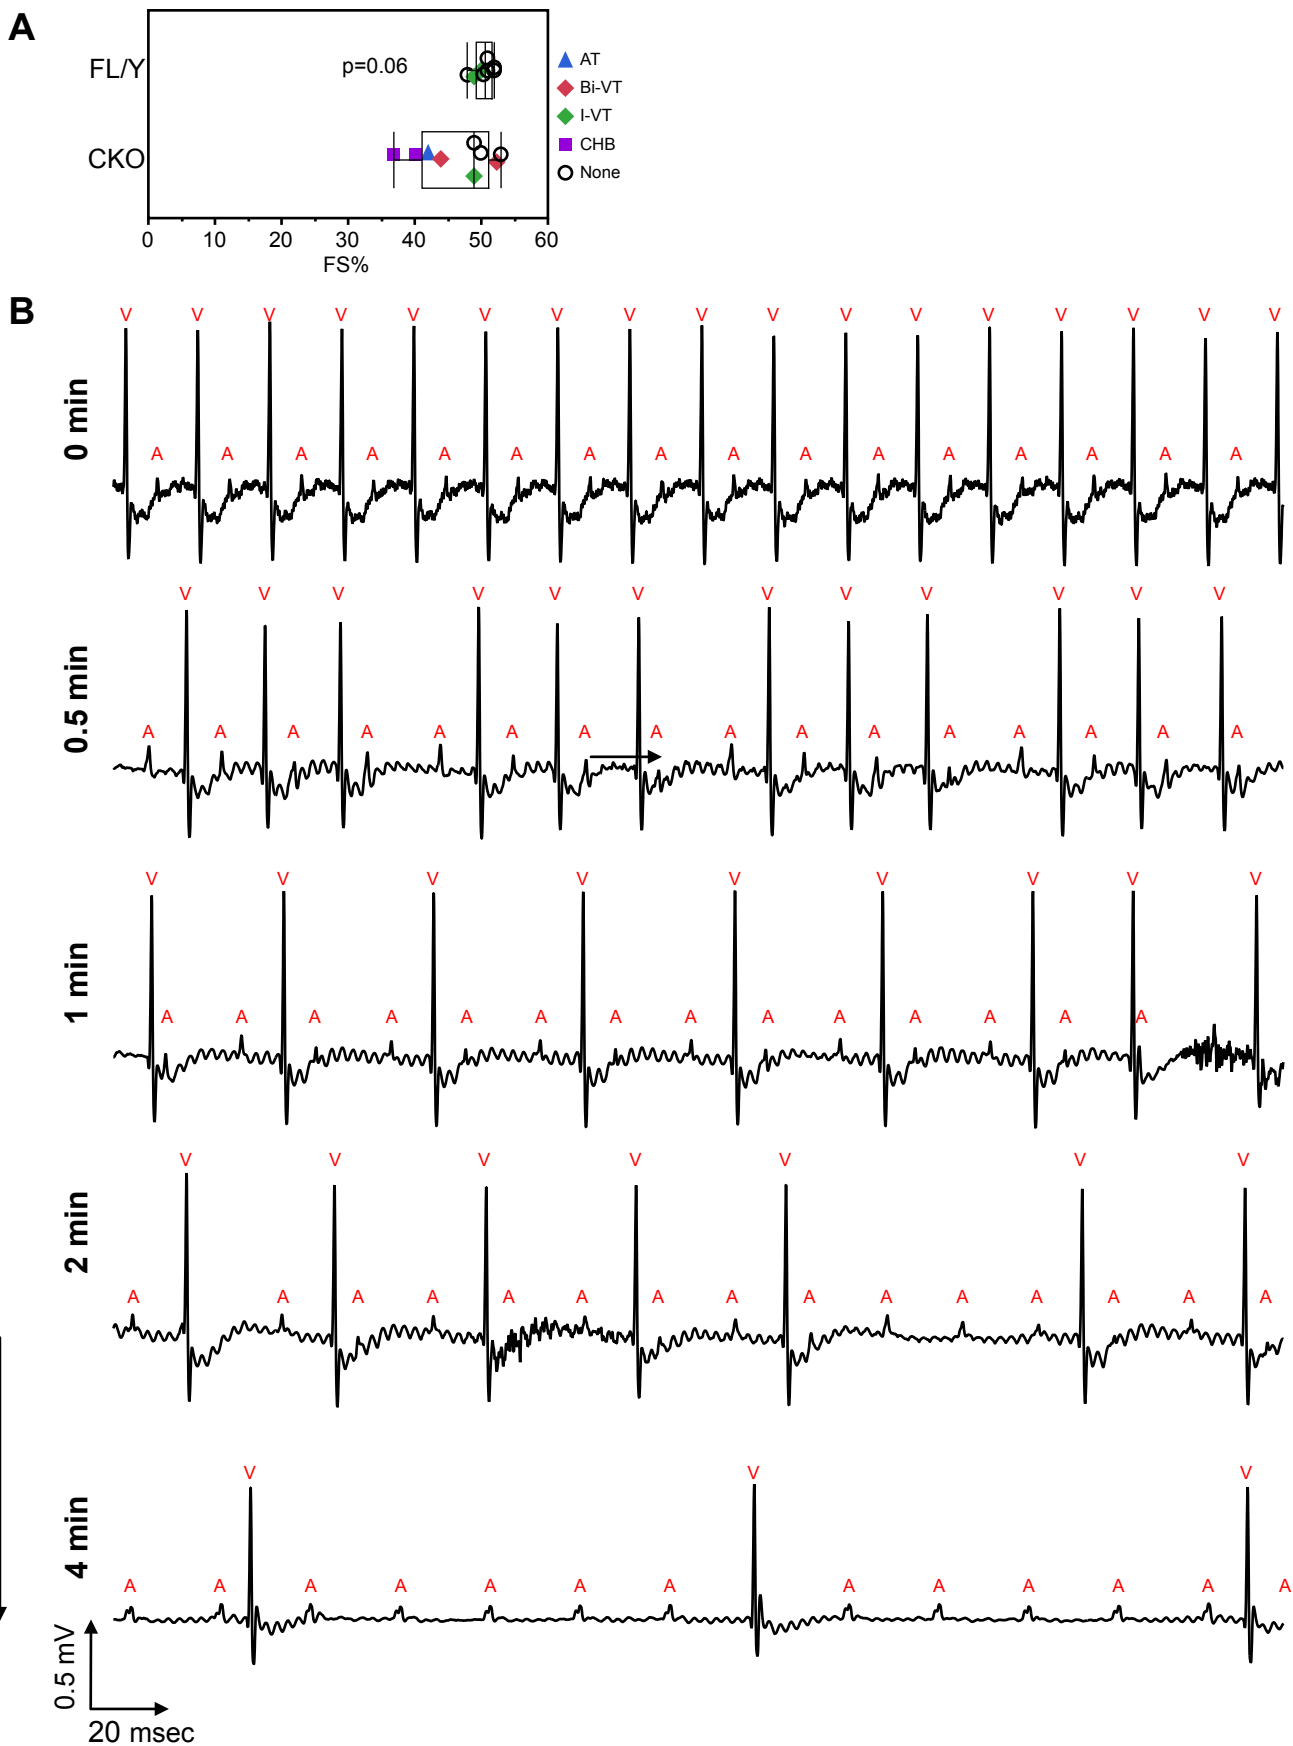 A
FL/Y
CKO
p=0.06
AT
Bi-VT
I-VT
CHB
None
0 10 20 30 40 50 60
FS%
B
V V V V V V V V V V V V V V V V V
0 min
A A A A A A A A A A A A A A A A
V V V V V V V V V V V V
0.5 min
A A A A A A A A A A A A A A A A
V V V V V V V V V
1 min
A A A A A A A A A A A A A A
V V V V V V V
2 min
A A A A A A A A A A A A A A A
V V V
4 min
A A A A A A A A A A A A A
0.5 mV
20 msec